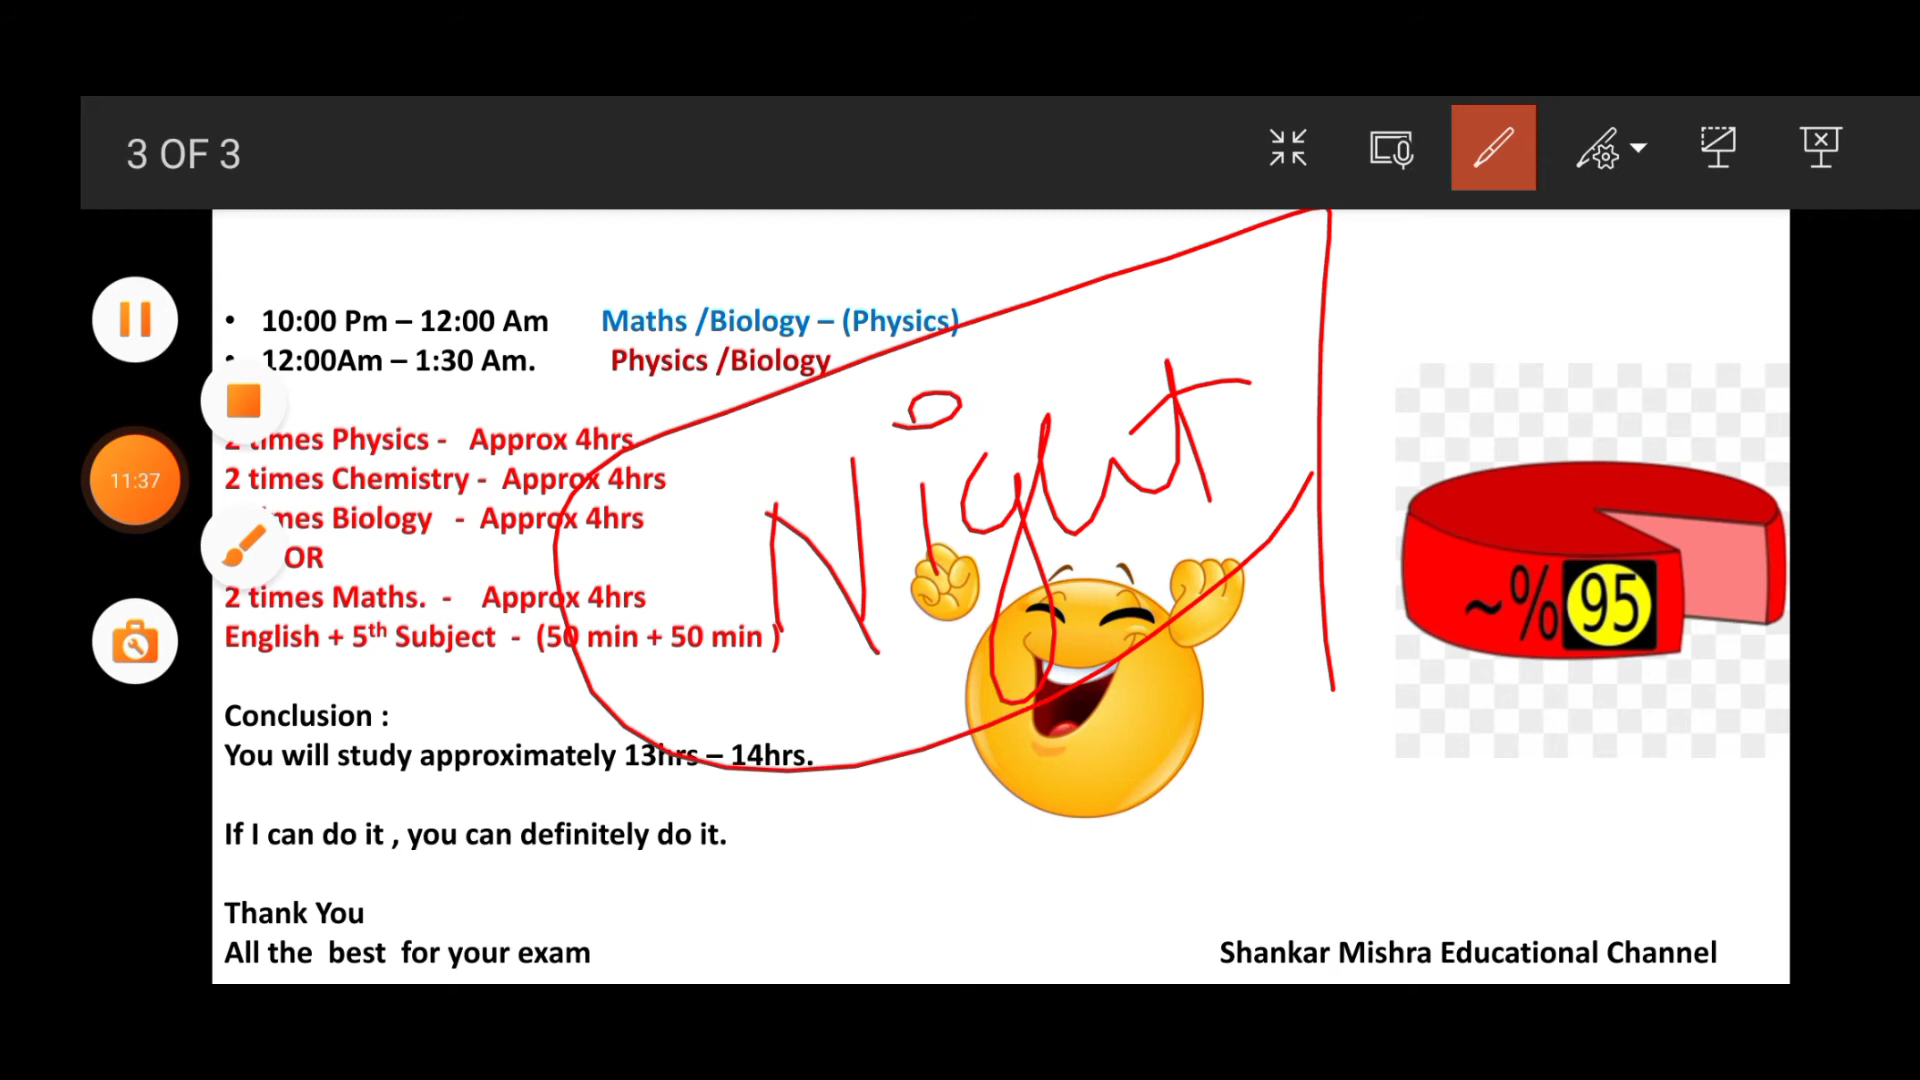 3 OF 3
• 10:00 Pm – 12:00 Am Maths /Biology – (Physics)
• 12:00Am – 1:30 Am. Physics /Biology
2 times Physics - Approx 4hrs
2 times Chemistry - Approx 4hrs
Biology - Approx 4hrs
OR
2 times Maths. - Approx 4hrs
English + 5th Subject - (50 min + 50 min )
Night
~%95
11:37
Conclusion :
You will study approximately 13hrs – 14hrs.
If I can do it , you can definitely do it.
Thank You
All the best for your exam
Shankar Mishra Educational Channel